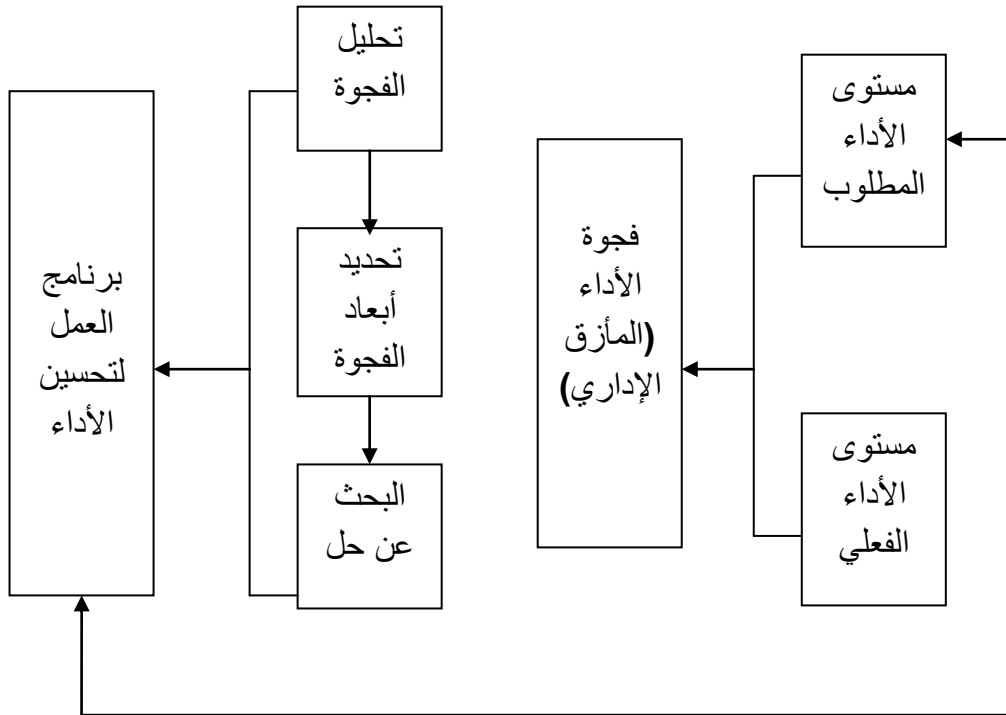 مستوى
الأداء
المطلوب
مستوى
الأداء
الفعلي
فجوة
الأداء
(المأزق
الإداري)
تحليل
الفجوة
تحديد
أبعاد
الفجوة
البحث
عن حل
برنامج
العمل
لتحسين
الأداء